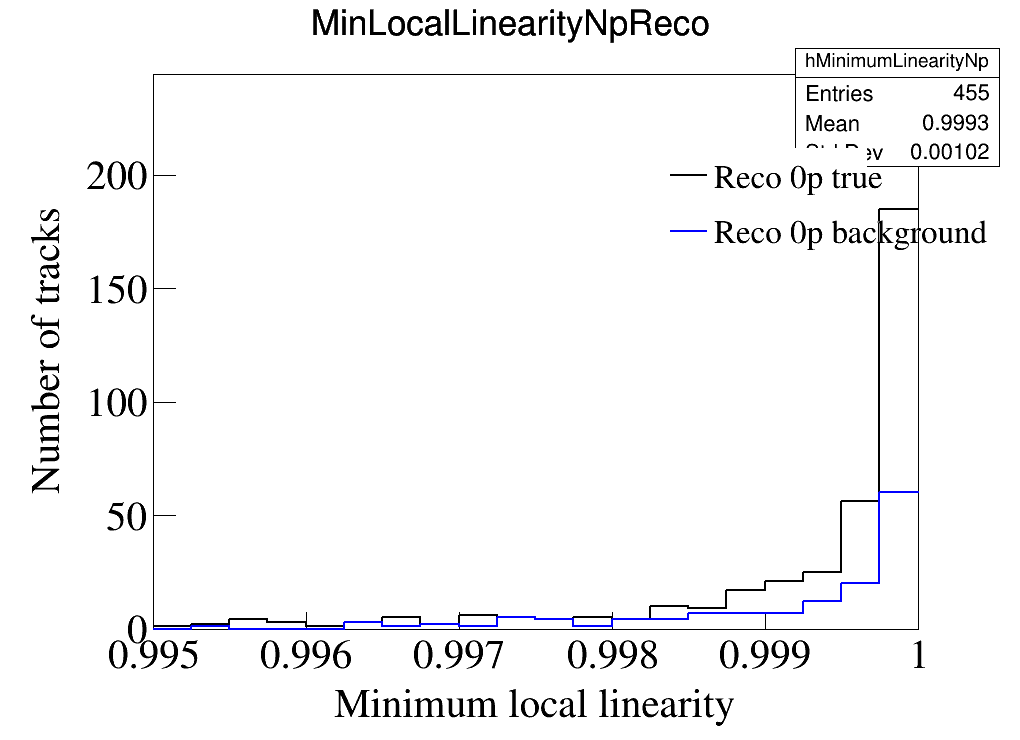 MinLocalLinearityNpReco
hMinimumLinearityNp
Entries 455
Mean 0.9993
0.00102
Reco 0p true
Reco 0p background
Number of tracks
200
150
100
50
0
0.995 0.996 0.997 0.998 0.999 1
Minimum local linearity